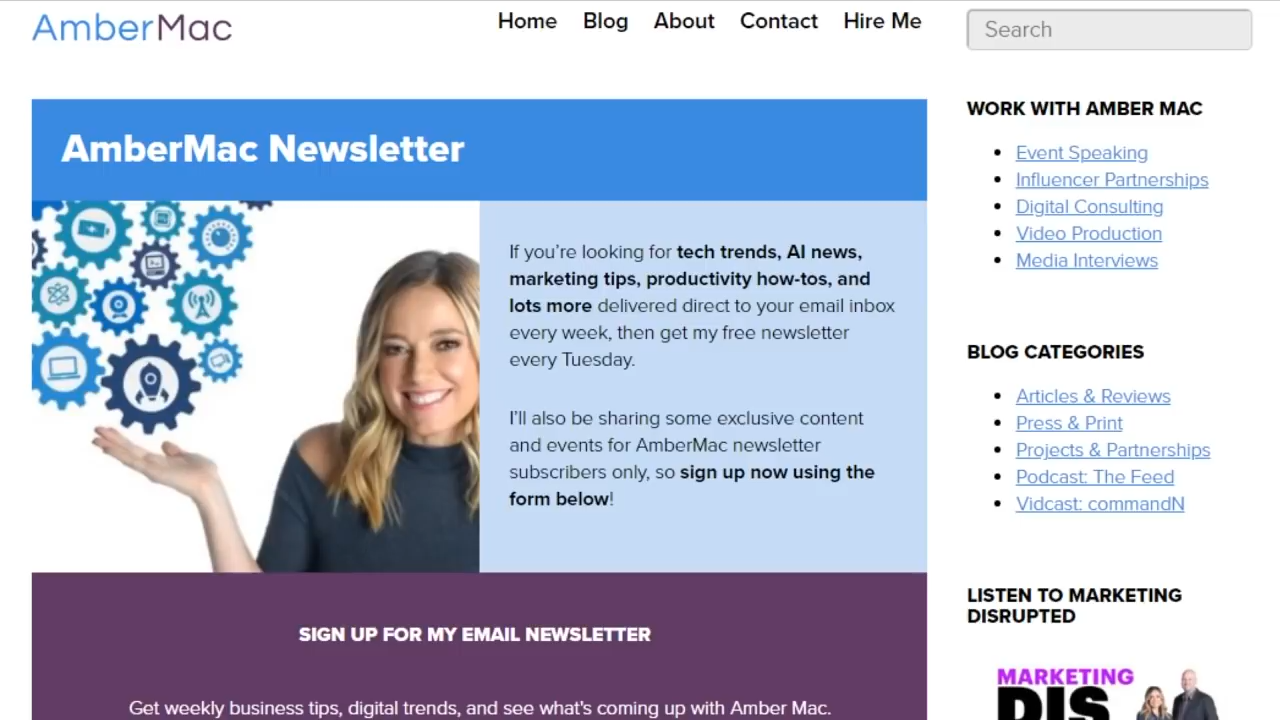 AmberMac
Home Blog About Contact Hire Me
Search
AmberMac Newsletter
If you're looking for tech trends, AI news,
marketing tips, productivity how-tos, and
lots more delivered direct to your email inbox
every week, then get my free newsletter
every Tuesday.
I'll also be sharing some exclusive content
and events for AmberMac newsletter
subscribers only, so sign up now using the
form below!
SIGN UP FOR MY EMAIL NEWSLETTER
Get weekly business tips, digital trends, and see what's coming up with Amber Mac.
WORK WITH AMBER MAC
Event Speaking
Influencer Partnerships
Digital Consulting
Video Production
Media Interviews
BLOG CATEGORIES
Articles & Reviews
Press & Print
Projects & Partnerships
Podcast: The Feed
Vidcast: commandN
LISTEN TO MARKETING
DISRUPTED
MARKETING
DIS